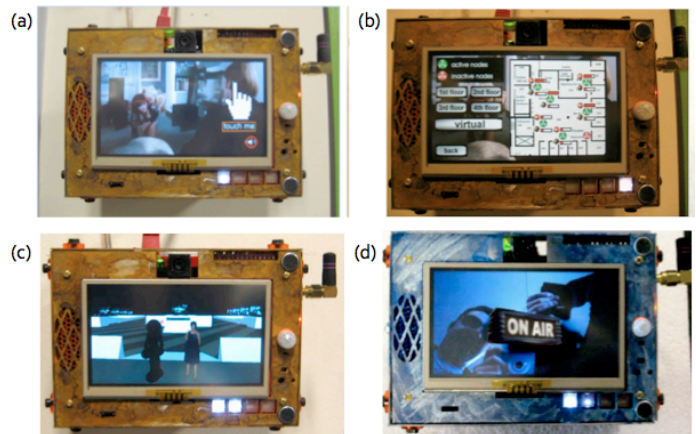 (a)
touch me
(b)
active nodes
inactive nodes
1st floor
2nd floor
3rd floor
4th floor
virtual
back
(c)
(d)
ON AIR